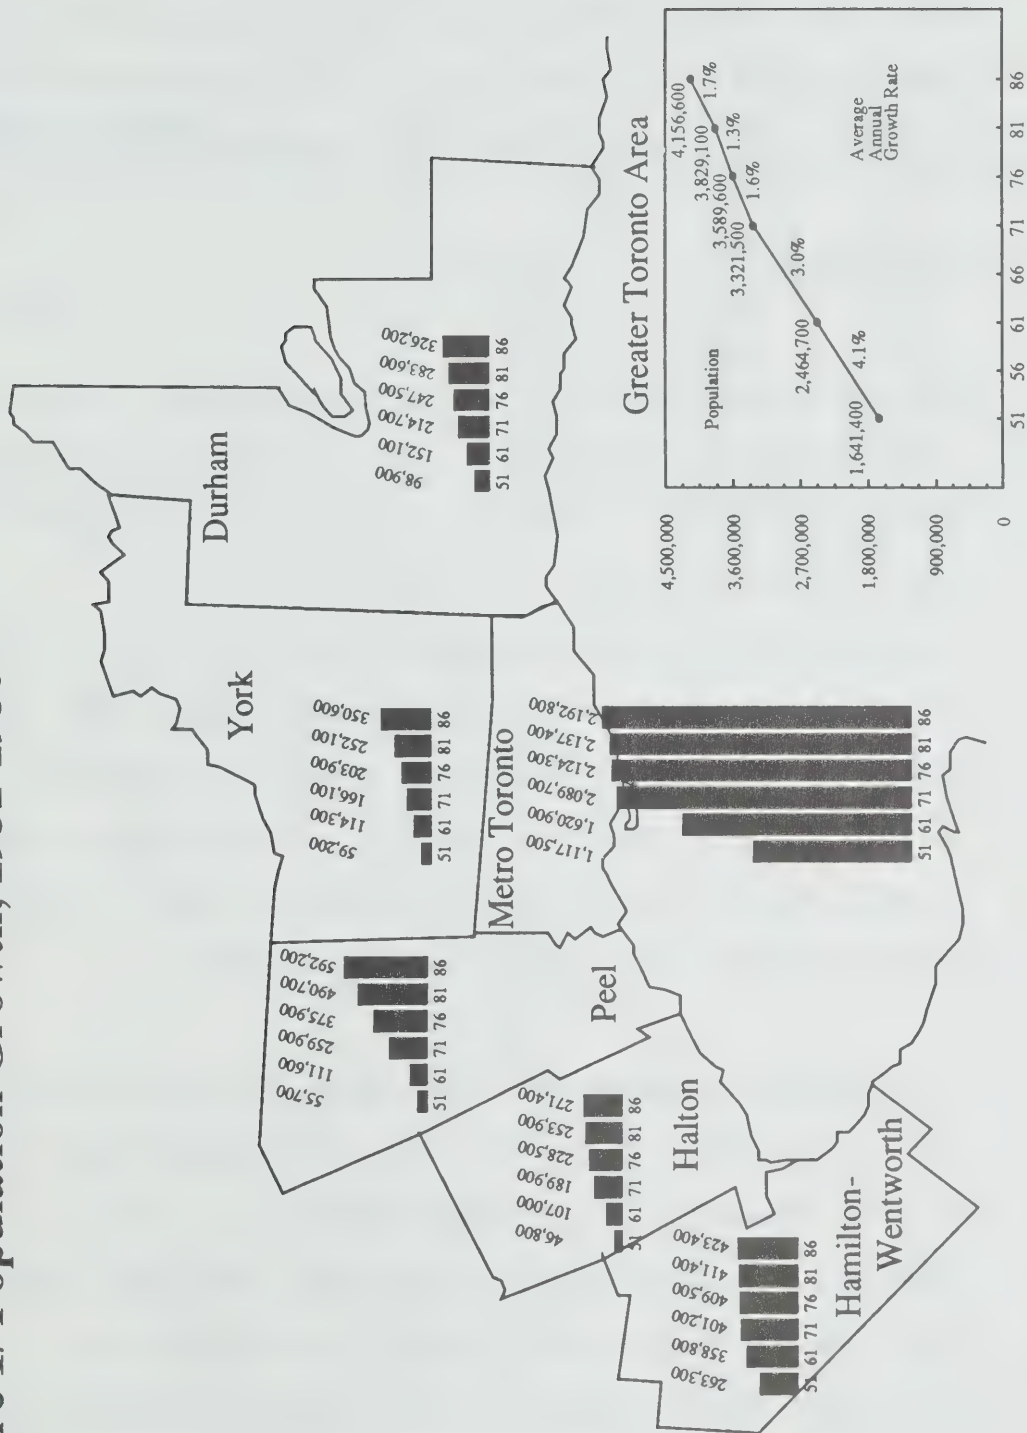 Population Growth,
Durham
98,900 152,100 214,700 247,500 283,600 326,200
51 61 71 76 81 86
York
59,200 114,300 166,100 203,900 252,100 350,600
51 61 71 76 81 86
55,700 111,600 259,900 375,900 490,700 592,200
51 61 71 76 81 86
Peel
Metro Toronto
1,117,500 1,620,900 2,089,700 2,124,300 2,137,400 2,192,800
51 61 71 76 81 86
46,800 107,000 189,900 228,500 253,900 271,400
51 61 71 76 81 86
Halton
263,300 358,800 401,200 409,500 411,400 423,400
51 61 71 76 81 86
Hamilton-
Wentworth
Greater Toronto Area
4,500,000
3,600,000
2,700,000
1,800,000
900,000
0
Population
1,641,400
2,464,700
3,321,500
3,589,600
3,829,100
4,156,600
4.1%
3.0%
1.6%
1.3%
1.7%
Average
Annual
Growth Rate
51 56 61 66 71 76 81 86